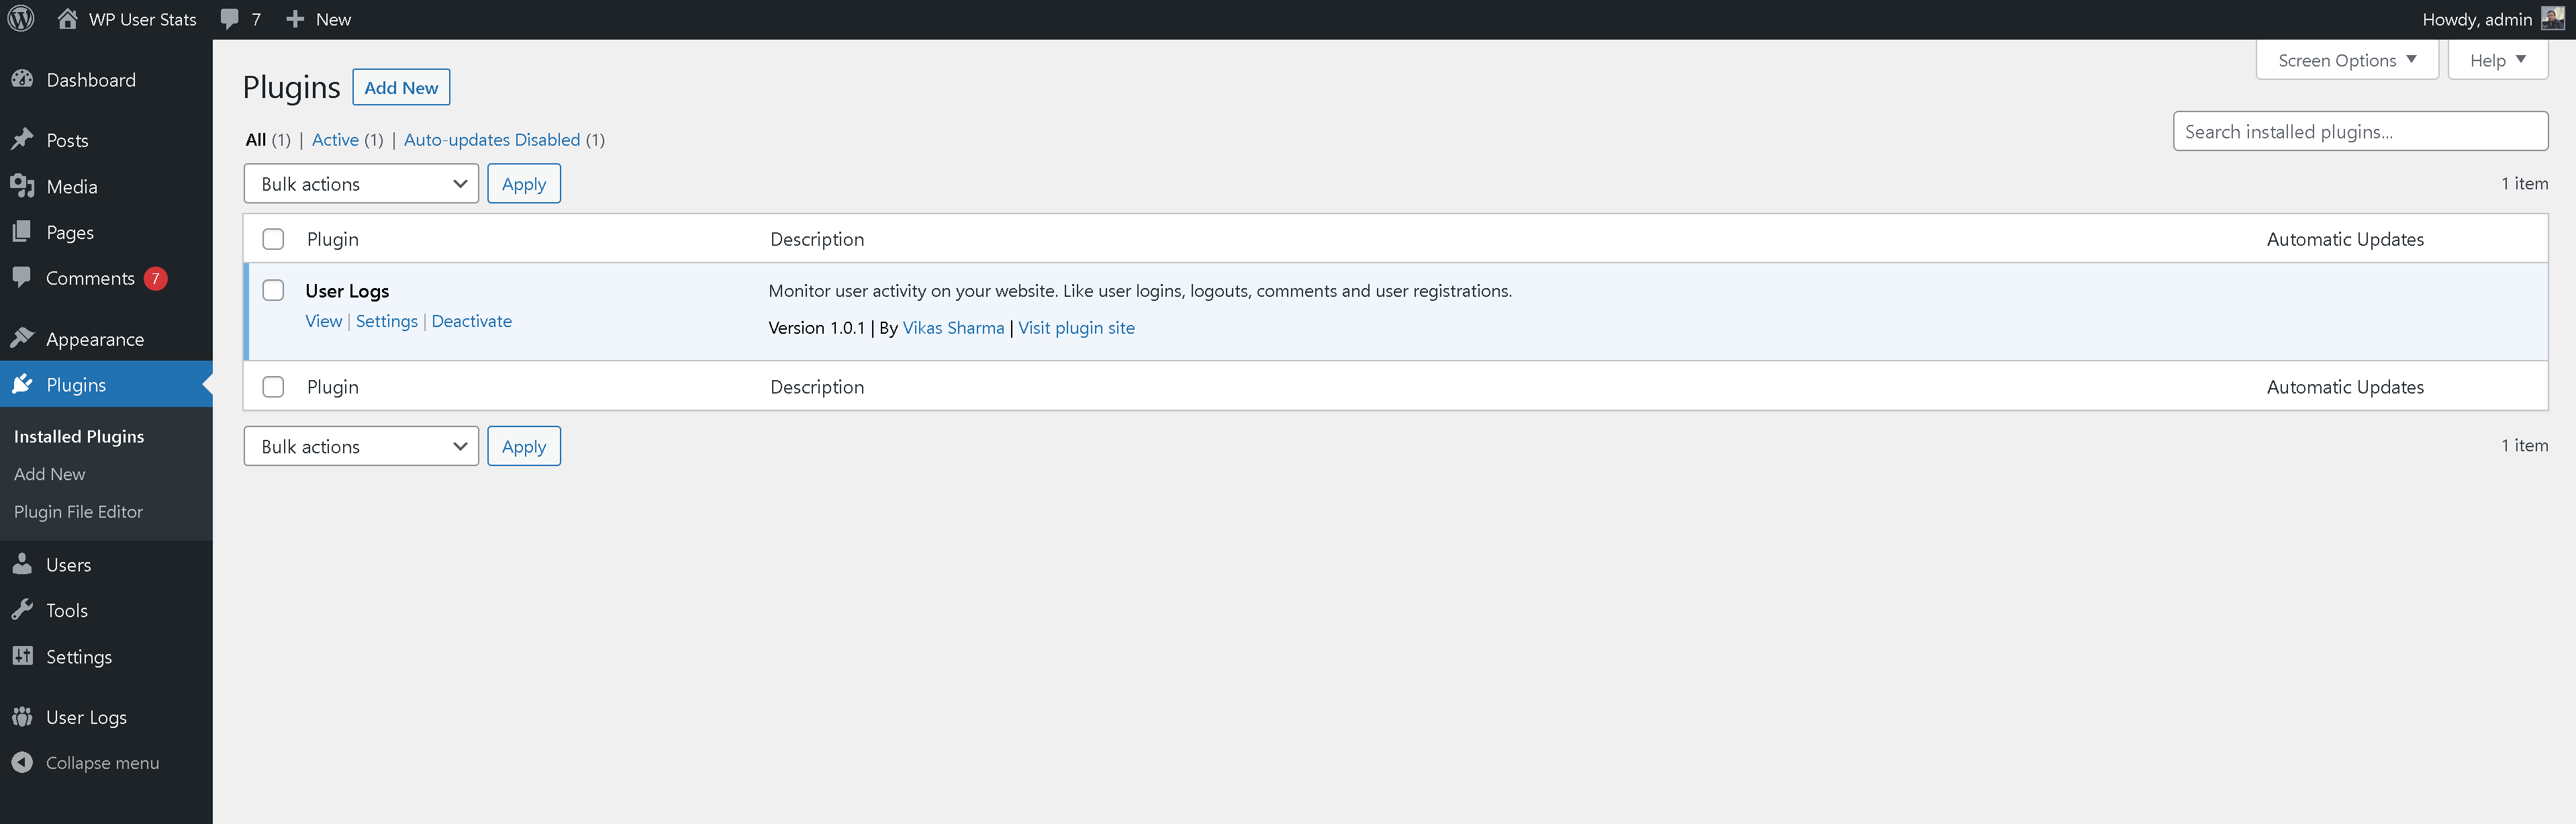 WP User Stats 7 New Howdy, admin
Dashboard
Posts
Media
Pages
Comments 7
Appearance
Plugins
Installed Plugins
Add New
Plugin File Editor
Users
Tools
Settings
User Logs
Collapse menu
Screen Options Help
Plugins Add New
All (1) | Active (1) | Auto-updates Disabled (1)
Search installed plugins...
Bulk actions Apply 1 item
Plugin Description Automatic Updates
User Logs Monitor user activity on your website. Like user logins, logouts, comments and user registrations.
View | Settings | Deactivate Version 1.0.1 | By Vikas Sharma | Visit plugin site
Plugin Description Automatic Updates
Bulk actions Apply 1 item